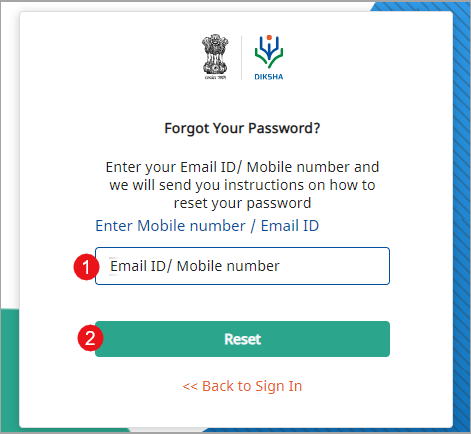 DIKSHA
Forgot Your Password?
Enter your Email ID/ Mobile number and
we will send you instructions on how to
reset your password
Enter Mobile number / Email ID
1
Email ID/ Mobile number
2
Reset
<< Back to Sign In